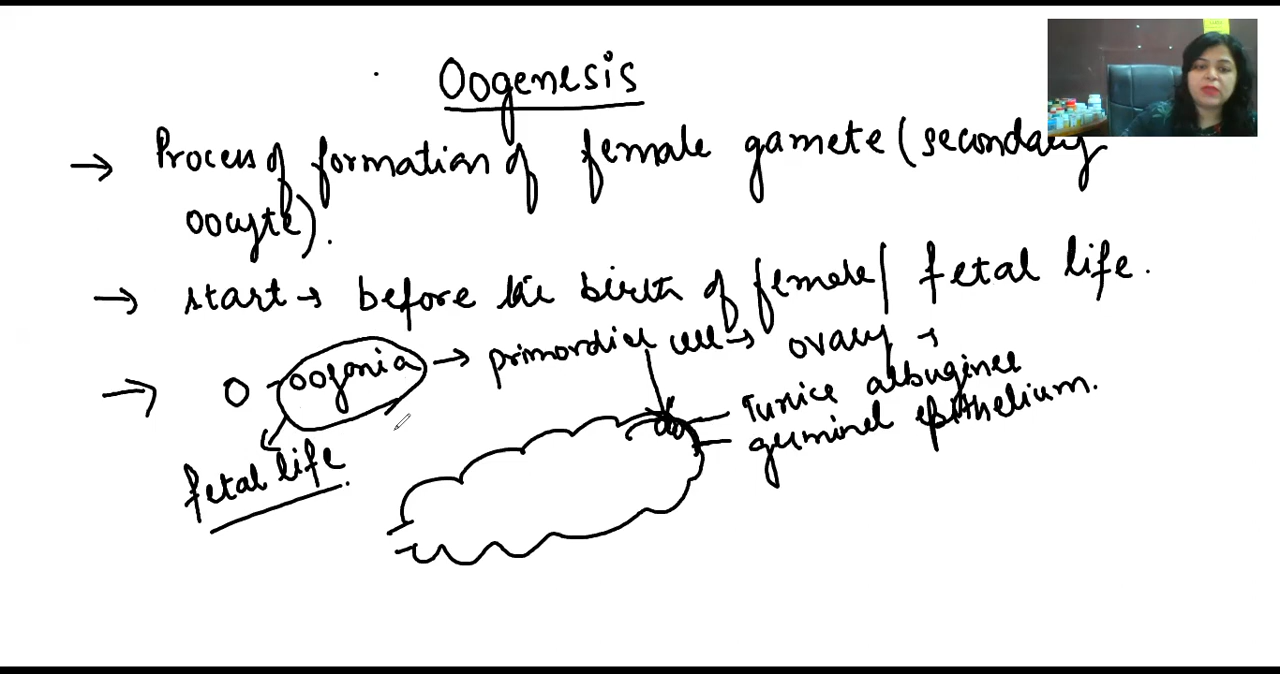 Oogenesis
→ Process of formation of female gamete (secondary
oocyte).
→ start → before the birth of female/ fetal life.
→ O - oogonia → primordial cell → ovary →
fetal life.
Tunica albuginea
germinal epithelium.